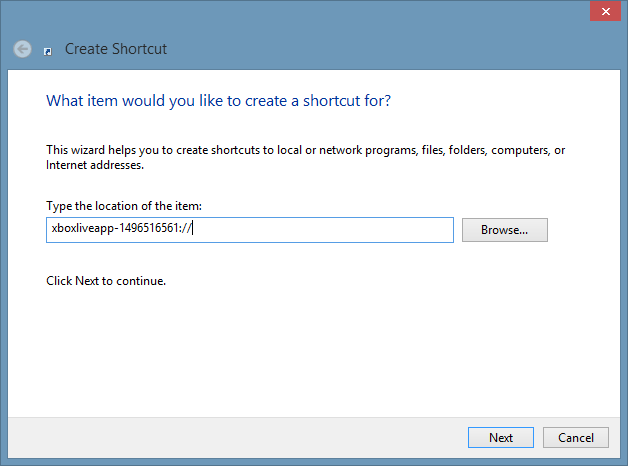 Create Shortcut
What item would you like to create a shortcut for?
This wizard helps you to create shortcuts to local or network programs, files, folders, computers, or
Internet addresses.
Type the location of the item:
xboxliveapp-1496516561://
Browse...
Click Next to continue.
Next
Cancel